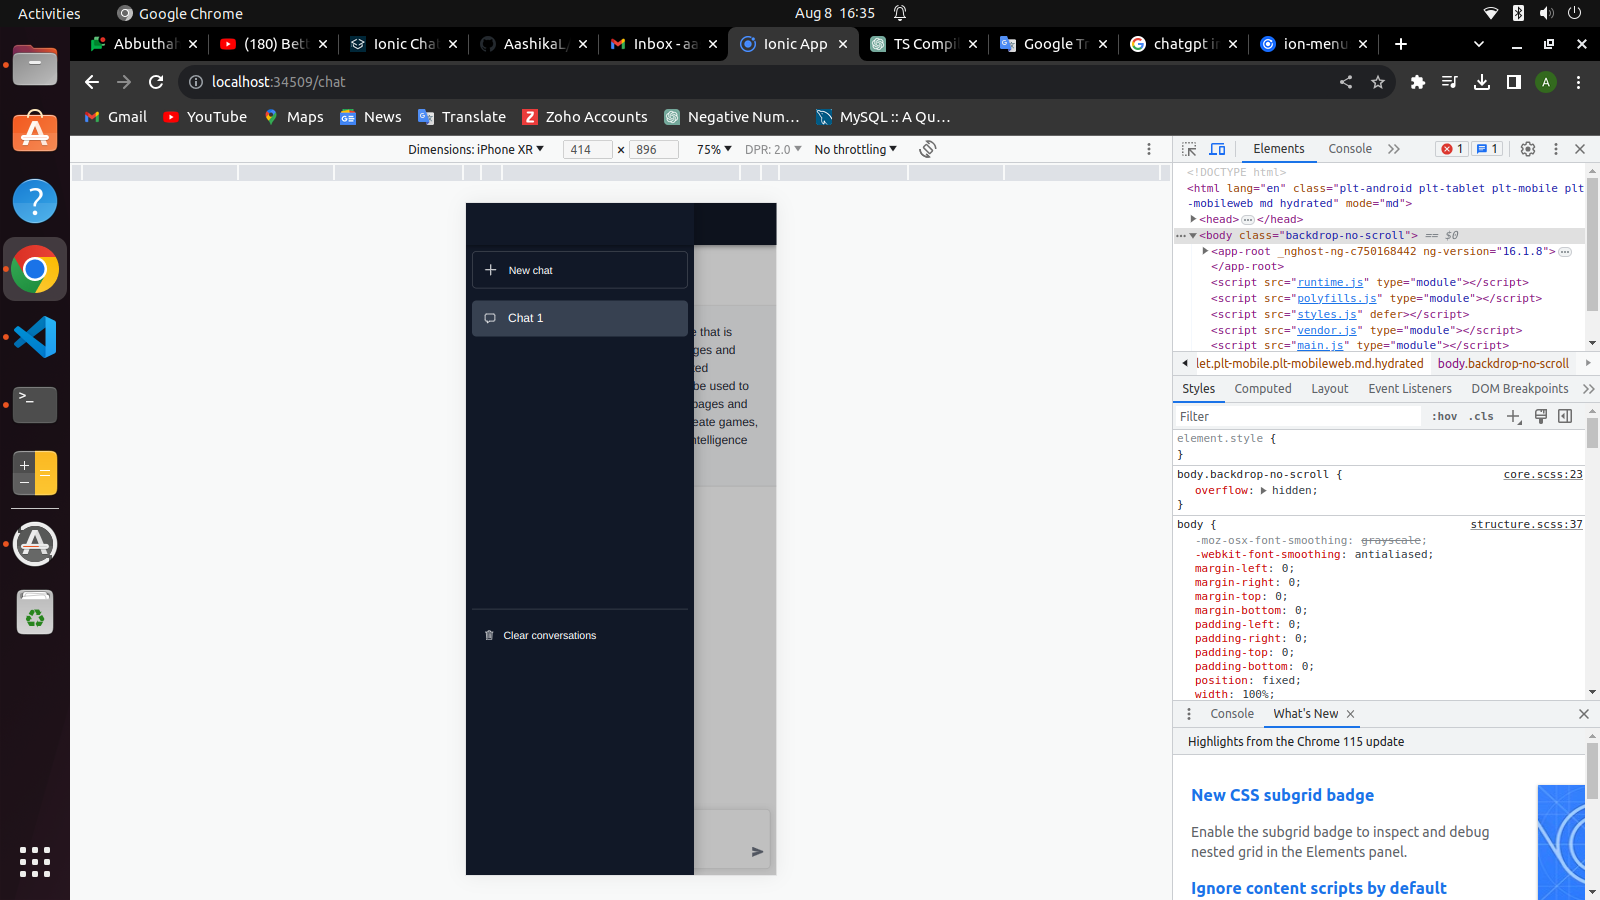 Activities
Google Chrome
Aug 8 16:35
Abbuthah
(180) Bett
Ionic Cha
AashikaL/
Inbox - aa
Ionic App
TS Compil
Google Tr
chatgpt in
ion-menu
localhost:34509/chat
A
Gmail
YouTube
Maps
News
Translate
Zoho Accounts
Negative Num...
MySQL :: A Qu...
Dimensions: iPhone XR
414 × 896
75%
DPR: 2.0
No throttling
New chat
Chat 1
e that is
ges and
ted
be used to
pages and
eate games,
ntelligence
Clear conversations
Elements
Console
1
1
<!DOCTYPE html>
<html lang="en" class="plt-android plt-tablet plt-mobile plt
-mobileweb md hydrated" mode="md">
<head> … </head>
… <body class="backdrop-no-scroll"> == $0
<app-root _nghost-ng-c750168442 ng-version="16.1.8"> …
</app-root>
<script src="runtime.js" type="module"></script>
<script src="polyfills.js" type="module"></script>
<script src="styles.js" defer></script>
<script src="vendor.js" type="module"></script>
<script src="main.js" type="module"></script>
let.plt-mobile.plt-mobileweb.md.hydrated
body.backdrop-no-scroll
Styles
Computed
Layout
Event Listeners
DOM Breakpoints
Filter
:hov
.cls
element.style {
}
body.backdrop-no-scroll {
core.scss:23
overflow: hidden;
}
body {
structure.scss:37
-moz-osx-font-smoothing: grayscale;
-webkit-font-smoothing: antialiased;
margin-left: 0;
margin-right: 0;
margin-top: 0;
margin-bottom: 0;
padding-left: 0;
padding-right: 0;
padding-top: 0;
padding-bottom: 0;
position: fixed;
width: 100%;
Console
What's New
Highlights from the Chrome 115 update
New CSS subgrid badge
Enable the subgrid badge to inspect and debug
nested grid in the Elements panel.
Ignore content scripts by default